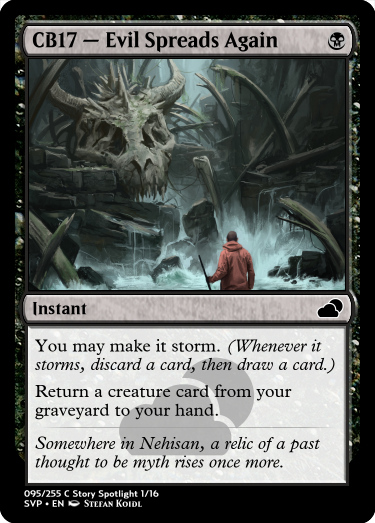 CB17 — Evil Spreads Again
Instant
You may make it storm. (Whenever it
storms, discard a card, then draw a card.)
Return a creature card from your
graveyard to your hand.
Somewhere in Nehisan, a relic of a past
thought to be myth rises once more.
095/255 C Story Spotlight 1/16
SVP • EN Stefan Koidl